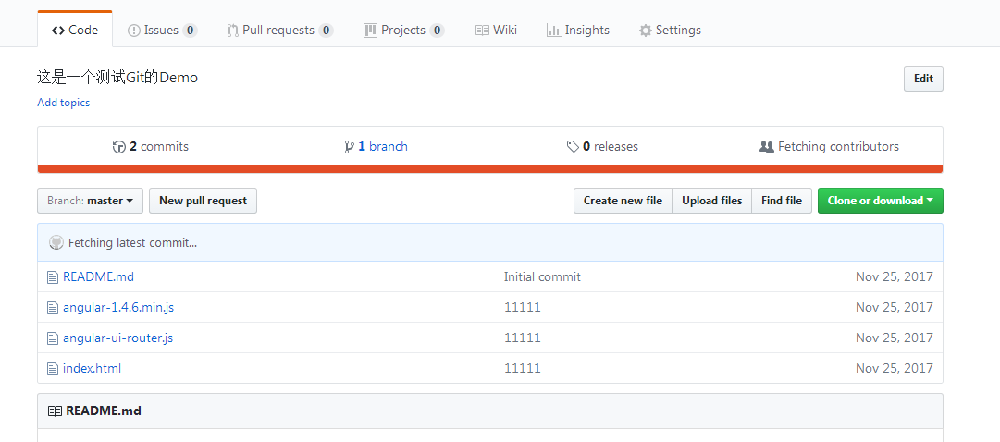 Code Issues 0 Pull requests 0 Projects 0 Wiki Insights Settings
这是一个测试Git的Demo Edit
Add topics
2 commits 1 branch 0 releases Fetching contributors
Branch: master New pull request Create new file Upload files Find file Clone or download
Fetching latest commit...
README.md Initial commit Nov 25, 2017
angular-1.4.6.min.js 11111 Nov 25, 2017
angular-ui-router.js 11111 Nov 25, 2017
index.html 11111 Nov 25, 2017
README.md